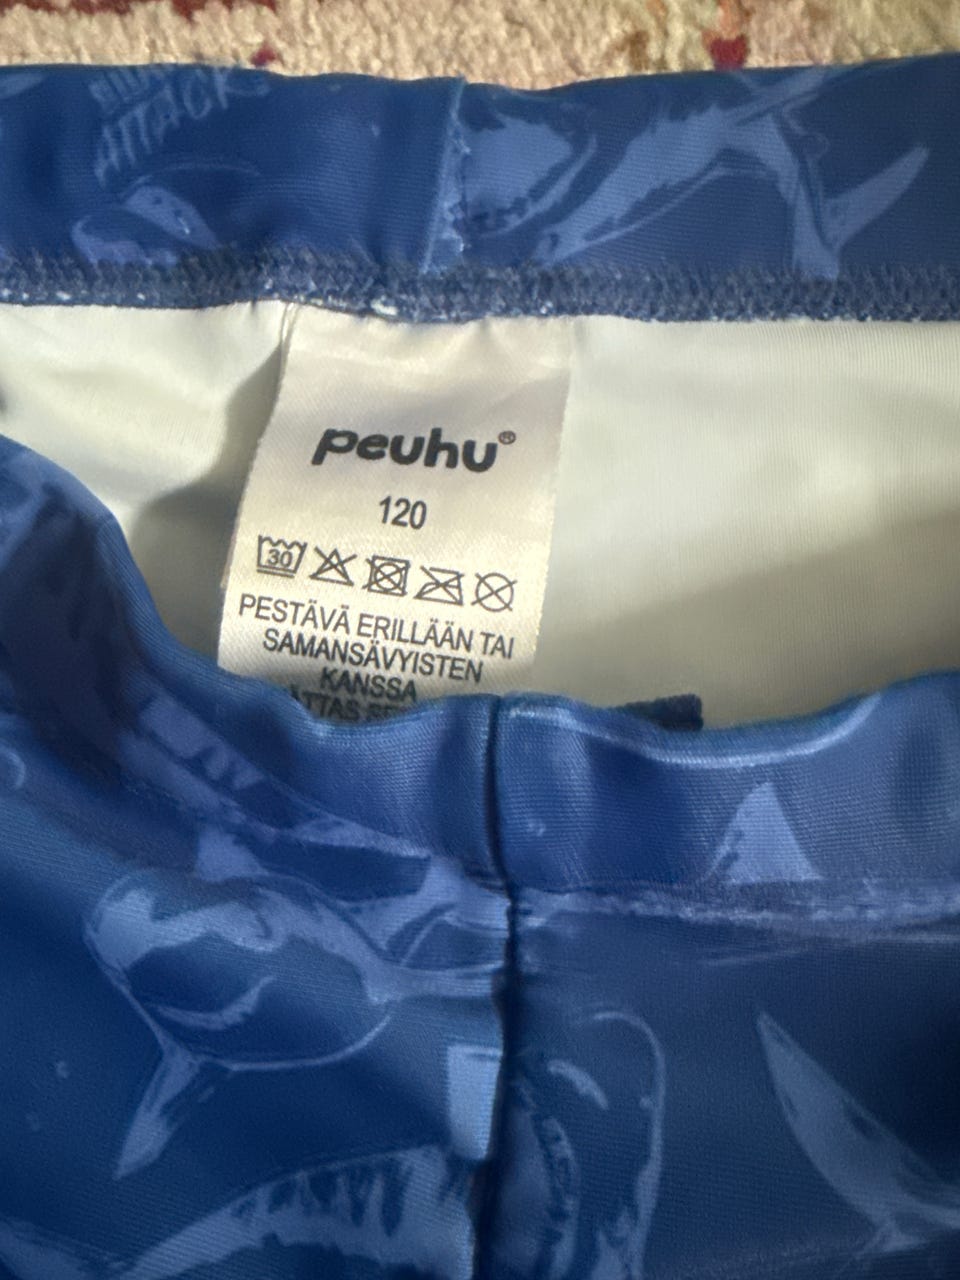 ATTACK
peuhu®
120
30
PESTÄVÄ ERILLÄÄN TAI
SAMANSÄVYISTEN
KANSSA